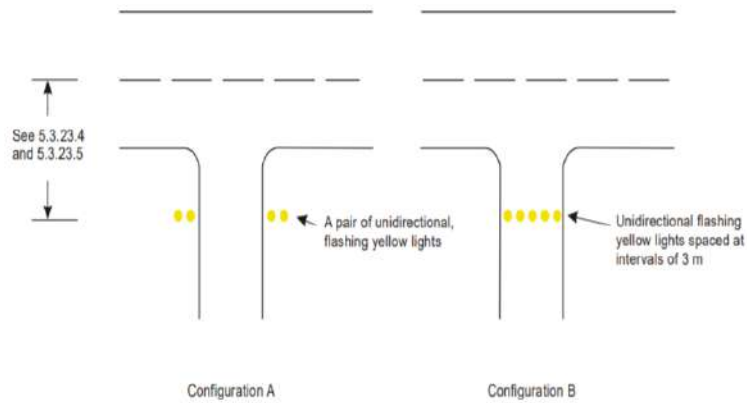 See 5.3.23.4
and 5.3.23.5
A pair of unidirectional,
flashing yellow lights
Unidirectional flashing
yellow lights spaced at
intervals of 3 m
Configuration A
Configuration B